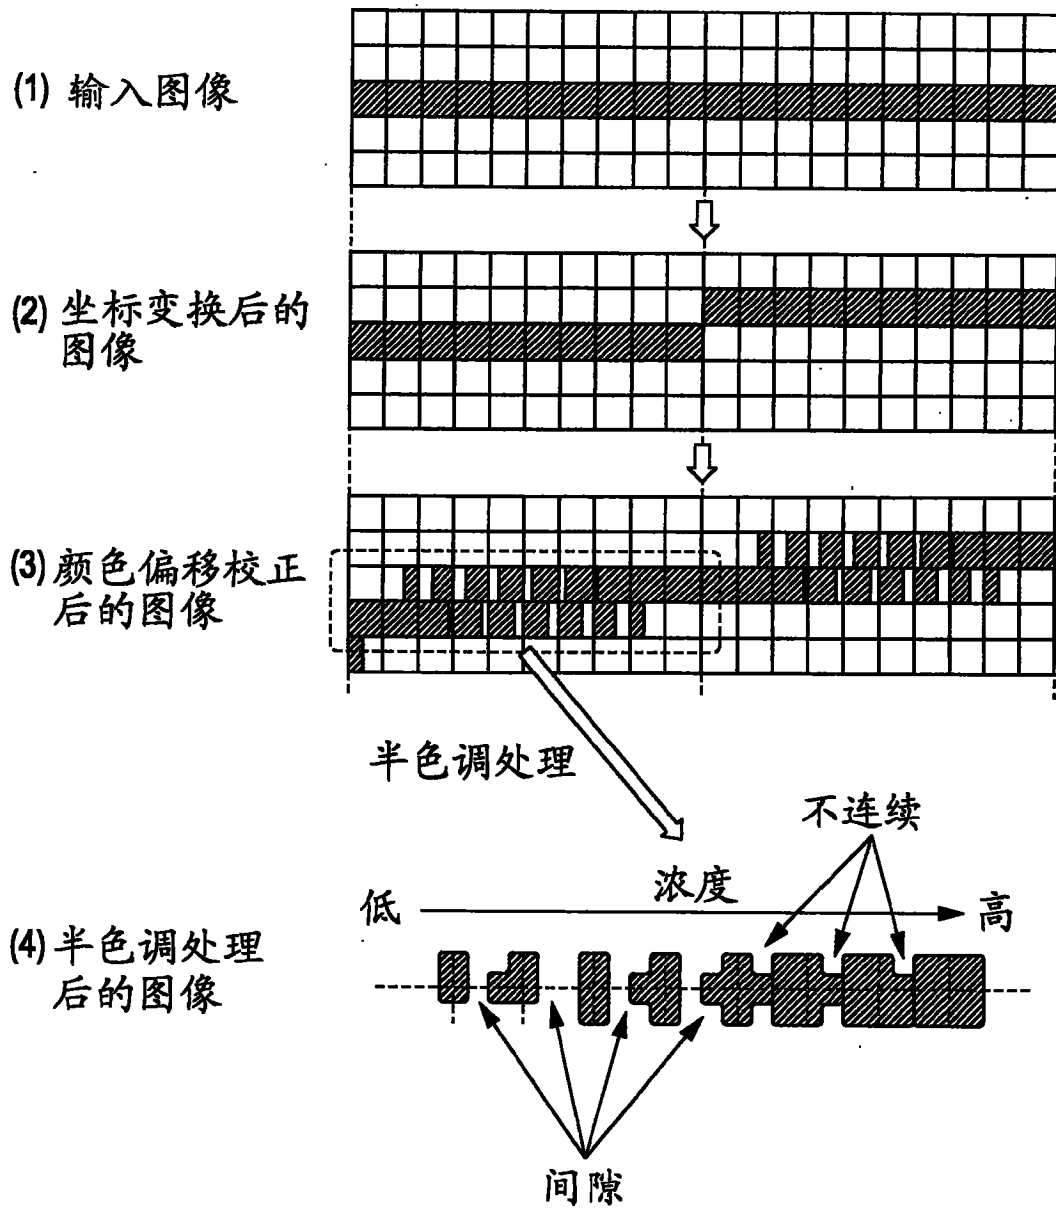 (1) 输入图像
(2) 坐标变换后的
图像
(3) 颜色偏移校正
后的图像
半色调处理
不连续
浓度
低
高
(4) 半色调处理
后的图像
间隙